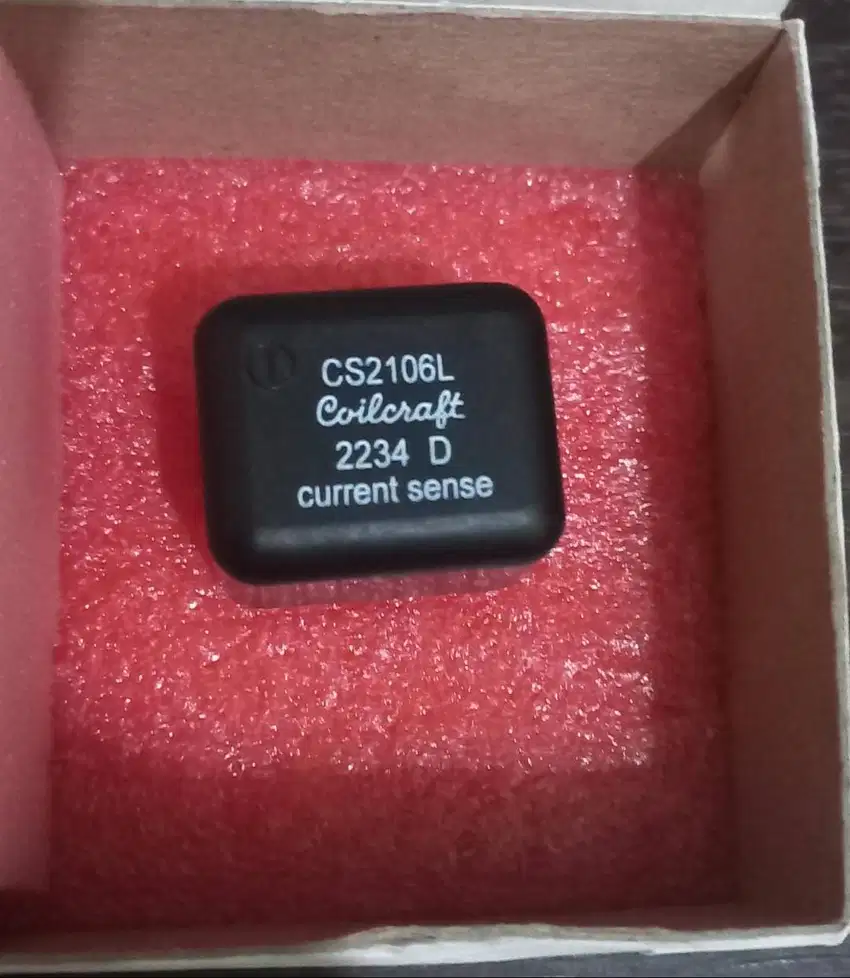 CS2106L
Coilcraft
2234 D
current sense